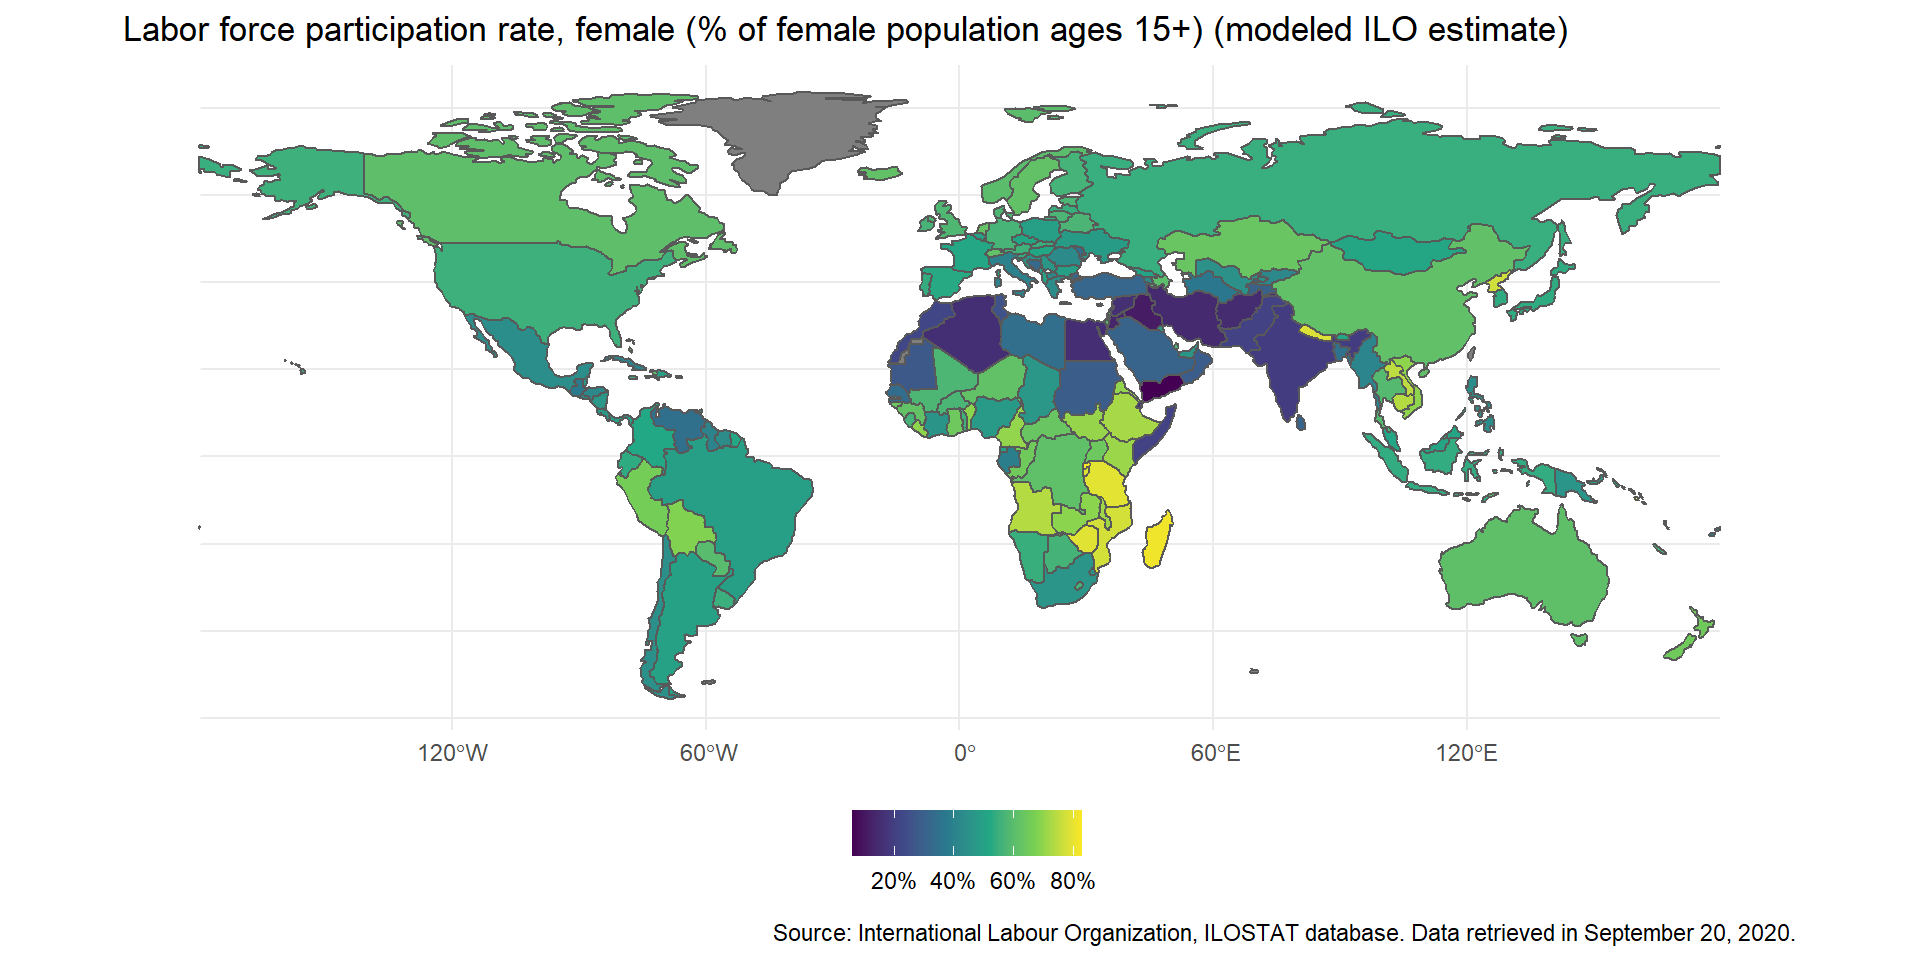 Labor force participation rate, female (% of female population ages 15+) (modeled ILO estimate)
120°W 60°W 0° 60°E 120°E
20% 40% 60% 80%
Source: International Labour Organization, ILOSTAT database. Data retrieved in September 20, 2020.